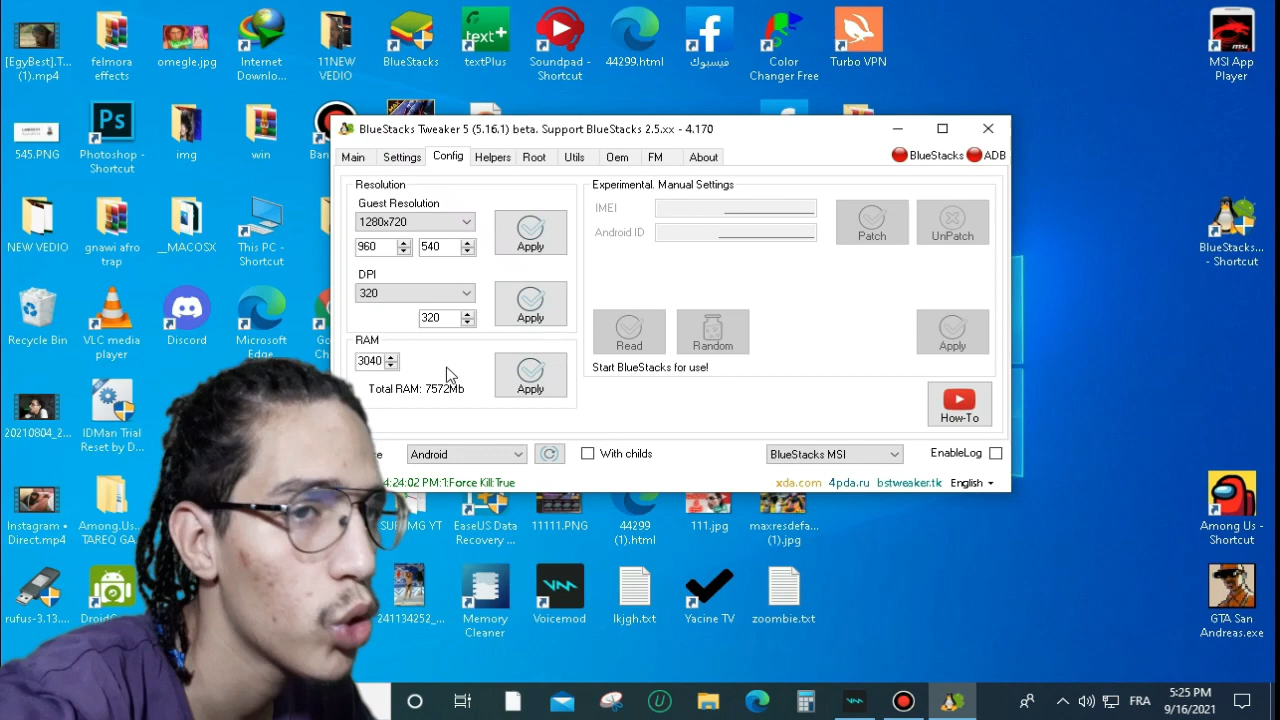 [EgyBest].T...
(1).mp4
felmora
effects
omegle.jpg
Internet
Downlo...
11NEW
VEDIO
BlueStacks
text+
textPlus
Soundpad -
Shortcut
44299.html
فيسبوك
Color
Changer Free
Turbo VPN
msi
MSI App
Player
545.PNG
Ps
Photoshop -
Shortcut
img
win
Ban
NEW VEDIO
gnawi afro
trap
__MACOSX
This PC -
Shortcut
Recycle Bin
VLC media
player
Discord
Microsoft
Edge
20210804_2...
IDMan Trial
Reset by D...
Instagram •
Direct.mp4
Among.Us...
TAREQ GA
rufus-3.13....
BlueStacks Tweaker 5 (5.16.1) beta. Support BlueStacks 2.5.xx - 4.170
Main
Settings
Config
Helpers
Root
Utils
Oem
FM
About
BlueStacks
ADB
Resolution
Guest Resolution
1280x720
960
540
Apply
DPI
320
320
Apply
RAM
3040
Total RAM: 7572Mb
Apply
Experimental. Manual Settings
IMEI
Android ID
Patch
UnPatch
Read
Random
Apply
Start BlueStacks for use!
How-To
Android
With childs
BlueStacks MSI
EnableLog
4:24:02 PM:1:Force Kill:True
xda.com
4pda.ru
bstweaker.tk
English
BlueStacks...
- Shortcut
YT
EaseUS Data
Recovery ...
11111.PNG
44299
(1).html
111.jpg
maxresdefa...
(1).jpg
Among Us -
Shortcut
241134252_...
Memory
Cleaner
Voicemod
lkjgh.txt
Yacine TV
zoombie.txt
GTA San
Andreas.exe
FRA
5:25 PM
9/16/2021